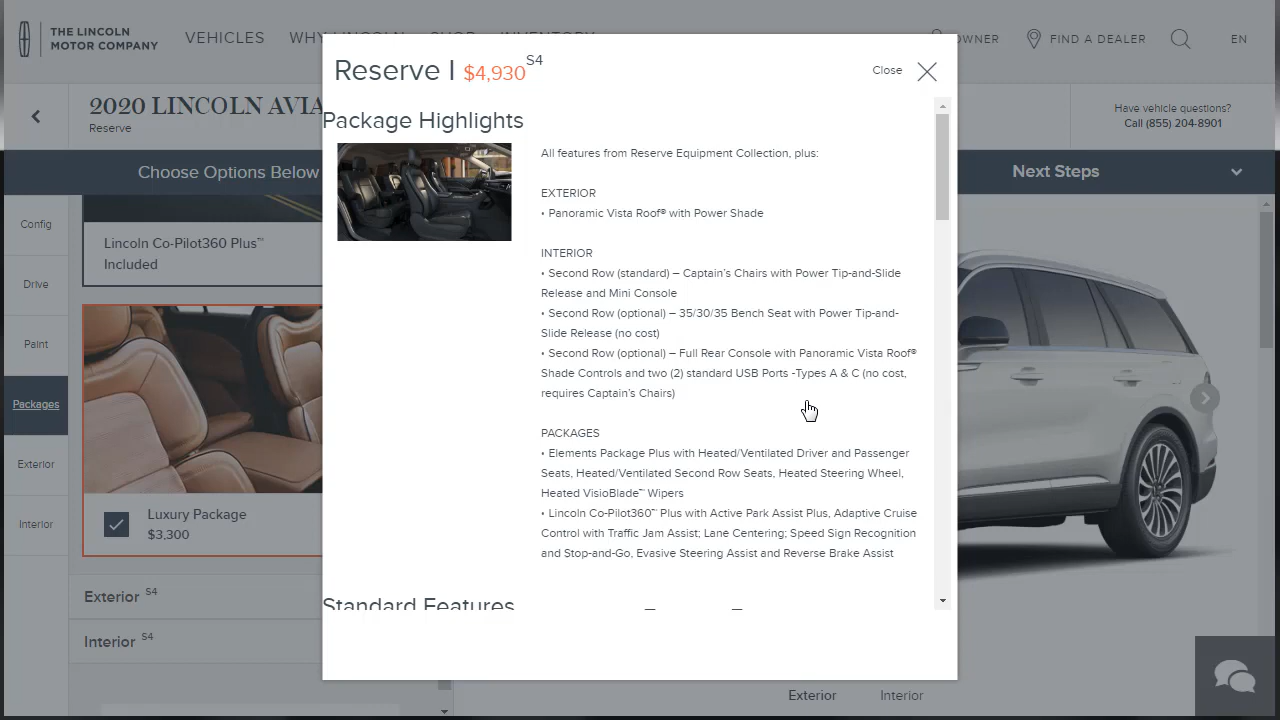 THE LINCOLN
MOTOR COMPANY
VEHICLES
WHY LINCOLN
SHOP
INVENTORY
OWNER
FIND A DEALER
EN
2020 LINCOLN AVIA
Reserve
Have vehicle questions?
Call (855) 204-8901
Choose Options Below
Next Steps
Config
Drive
Paint
Packages
Exterior
Interior
Lincoln Co-Pilot360 Plus™
Included
Luxury Package
$3,300
Exterior S4
Interior S4
Reserve I $4,930 S4
Close
Package Highlights
All features from Reserve Equipment Collection, plus:
EXTERIOR
• Panoramic Vista Roof® with Power Shade
INTERIOR
• Second Row (standard) – Captain's Chairs with Power Tip-and-Slide
Release and Mini Console
• Second Row (optional) – 35/30/35 Bench Seat with Power Tip-and-
Slide Release (no cost)
• Second Row (optional) – Full Rear Console with Panoramic Vista Roof®
Shade Controls and two (2) standard USB Ports -Types A & C (no cost,
requires Captain's Chairs)
PACKAGES
• Elements Package Plus with Heated/Ventilated Driver and Passenger
Seats, Heated/Ventilated Second Row Seats, Heated Steering Wheel,
Heated VisioBlade™ Wipers
• Lincoln Co-Pilot360™ Plus with Active Park Assist Plus, Adaptive Cruise
Control with Traffic Jam Assist; Lane Centering; Speed Sign Recognition
and Stop-and-Go, Evasive Steering Assist and Reverse Brake Assist
Standard Features
Exterior
Interior